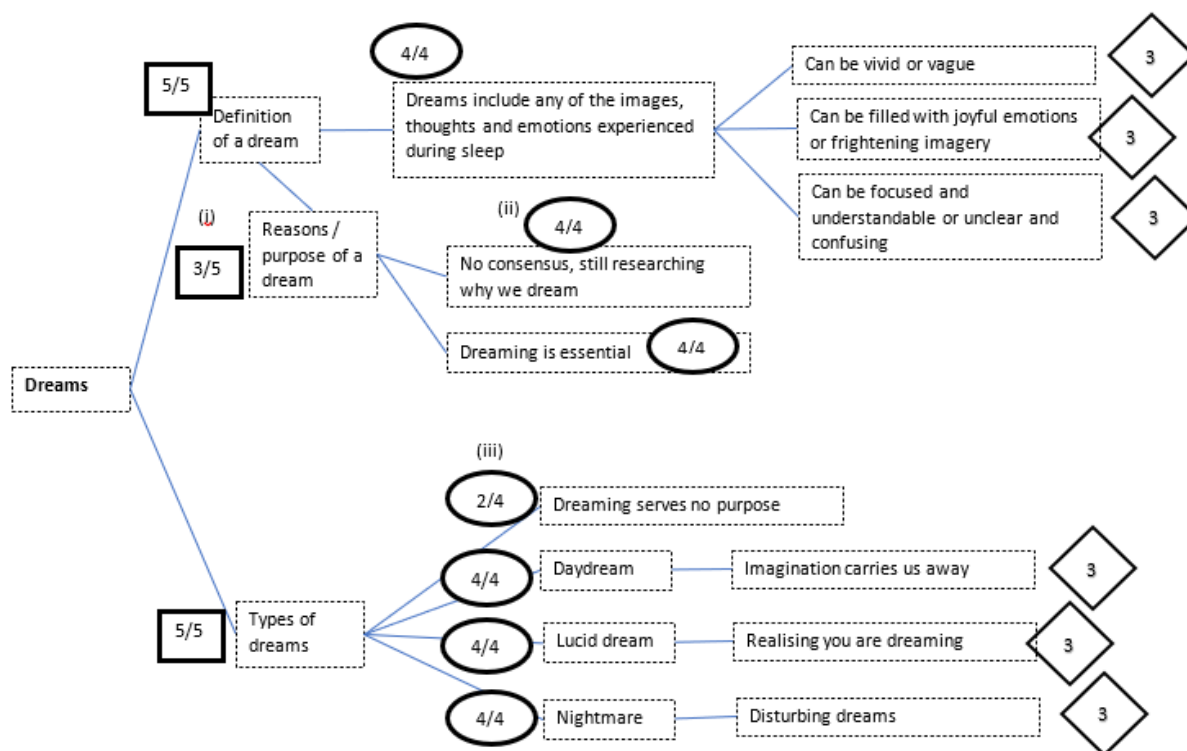 4/4
Can be vivid or vague
3
5/5
Definition
of a dream
Dreams include any of the images,
thoughts and emotions experienced
during sleep
Can be filled with joyful emotions
or frightening imagery
3
Can be focused and
understandable or unclear and
confusing
3
(i)
3/5
Reasons /
purpose of a
dream
(ii)
4/4
No consensus, still researching
why we dream
Dreaming is essential
4/4
Dreams
(iii)
2/4
Dreaming serves no purpose
5/5
Types of
dreams
4/4
Daydream
Imagination carries us away
3
4/4
Lucid dream
Realising you are dreaming
3
4/4
Nightmare
Disturbing dreams
3